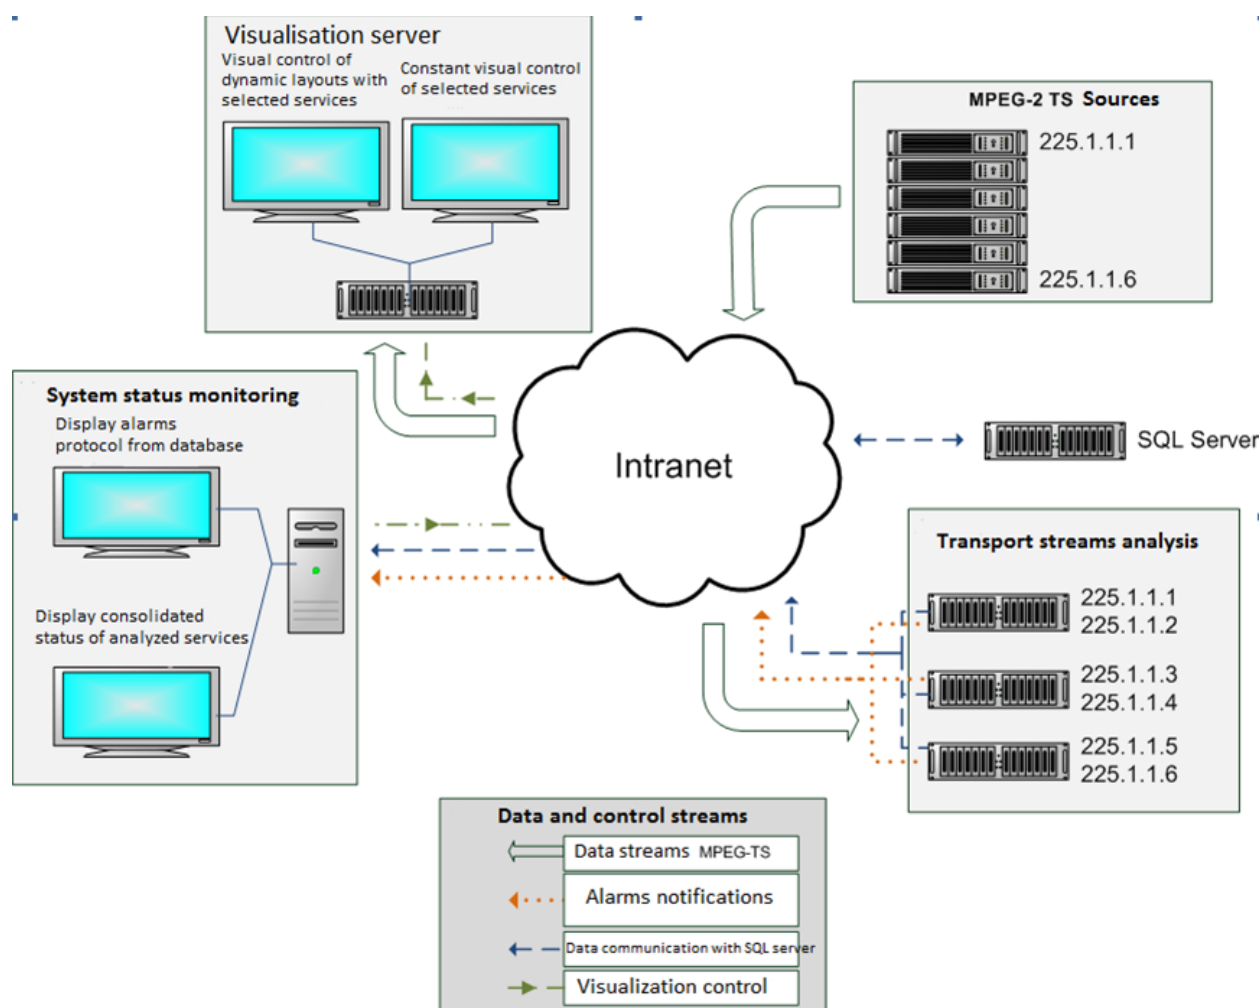 Visualisation server
Visual control of
dynamic layouts with
selected services
Constant visual control
of selected services
MPEG-2 TS Sources
225.1.1.1
225.1.1.6
System status monitoring
Display alarms
protocol from database
Display consolidated
status of analyzed services
Intranet
SQL Server
Transport streams analysis
225.1.1.1
225.1.1.2
225.1.1.3
225.1.1.4
225.1.1.5
225.1.1.6
Data and control streams
Data streams MPEG-TS
Alarms notifications
Data communication with SQL server
Visualization control